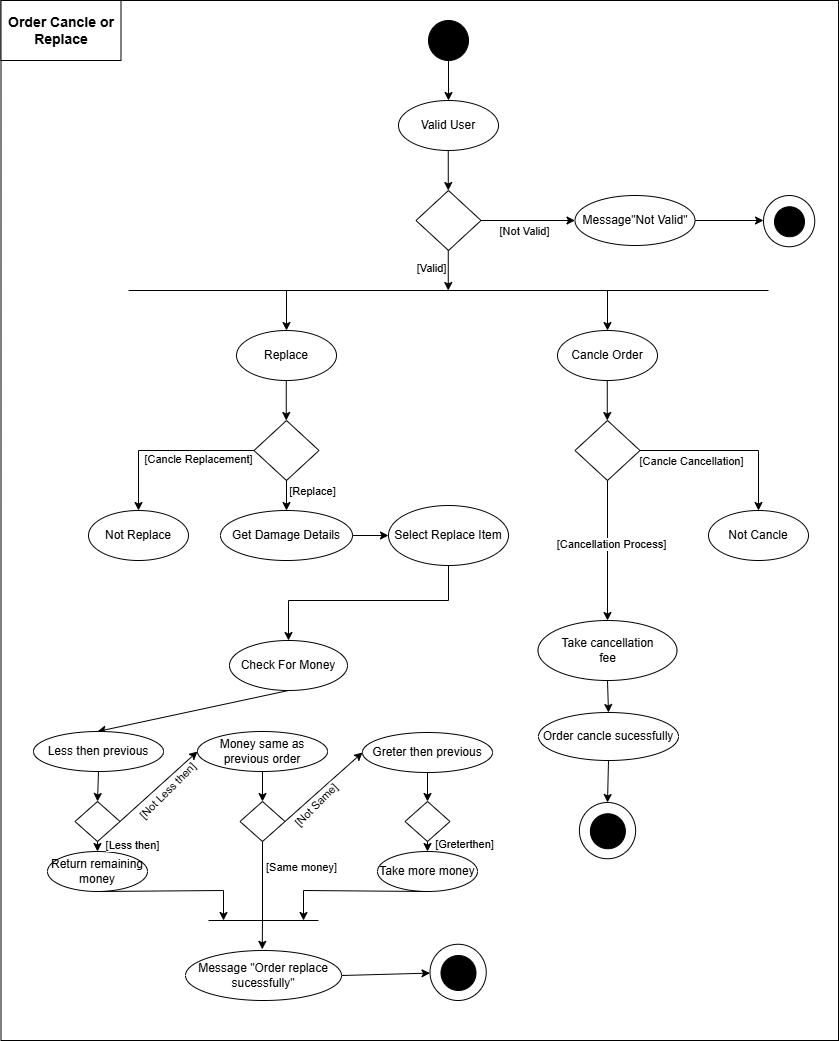 Order Cancle or
Replace
Valid User
Message"Not Valid"
[Not Valid]
[Valid]
Replace
Cancle Order
[Cancle Replacement]
[Cancle Cancellation]
[Replace]
Not Replace
Get Damage Details
Select Replace Item
Not Cancle
[Cancellation Process]
Take cancellation
fee
Check For Money
Less then previous
Money same as
previous order
Greter then previous
Order cancle sucessfully
[Not Less then]
[Not Same]
[Less then]
[Greterthen]
Return remaining
money
[Same money]
Take more money
Message "Order replace
sucessfully"